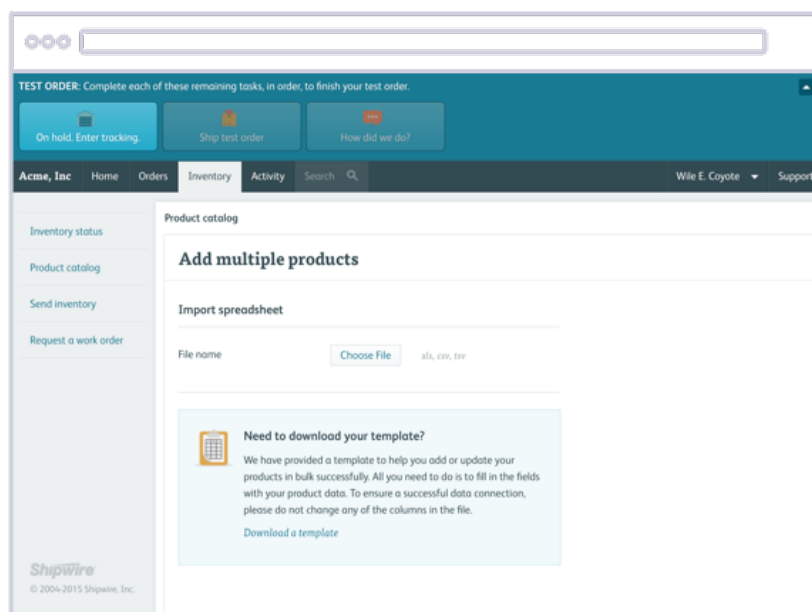 TEST ORDER: Complete each of these remaining tasks, in order, to finish your test order.
On hold. Enter tracking.
Ship test order
How did we do?
Acme, Inc Home Orders Inventory Activity Search Wile E. Coyote Support
Inventory status
Product catalog
Send inventory
Request a work order
Product catalog
Add multiple products
Import spreadsheet
File name Choose File xls, csv, tsv
Need to download your template?
We have provided a template to help you add or update your
products in bulk successfully. All you need to do is to fill in the fields
with your product data. To ensure a successful data connection,
please do not change any of the columns in the file.
Download a template
Shipwire
© 2004-2015 Shipwire, Inc.